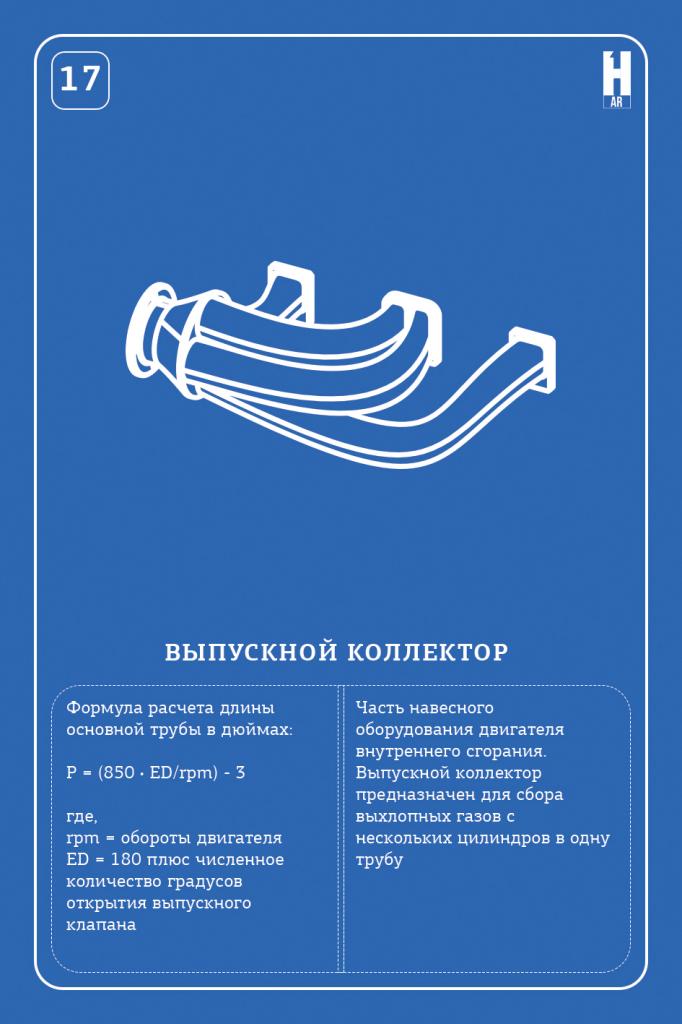 17
H
AR
ВЫПУСКНОЙ КОЛЛЕКТОР
Формула расчета длины
основной трубы в дюймах:
P = (850 · ED/rpm) - 3
где,
rpm = обороты двигателя
ED = 180 плюс численное
количество градусов
открытия выпускного
клапана
Часть навесного
оборудования двигателя
внутреннего сгорания.
Выпускной коллектор
предназначен для сбора
выхлопных газов с
нескольких цилиндров в одну
трубу